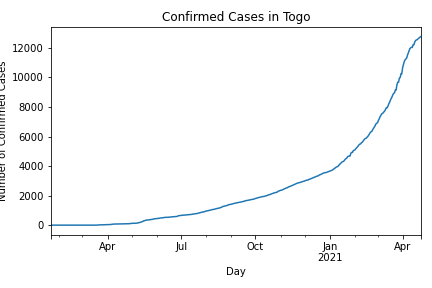 Confirmed Cases in Togo
Number of Confirmed Cases
12000
10000
8000
6000
4000
2000
0
Apr
Jul
Oct
Jan
2021
Apr
Day